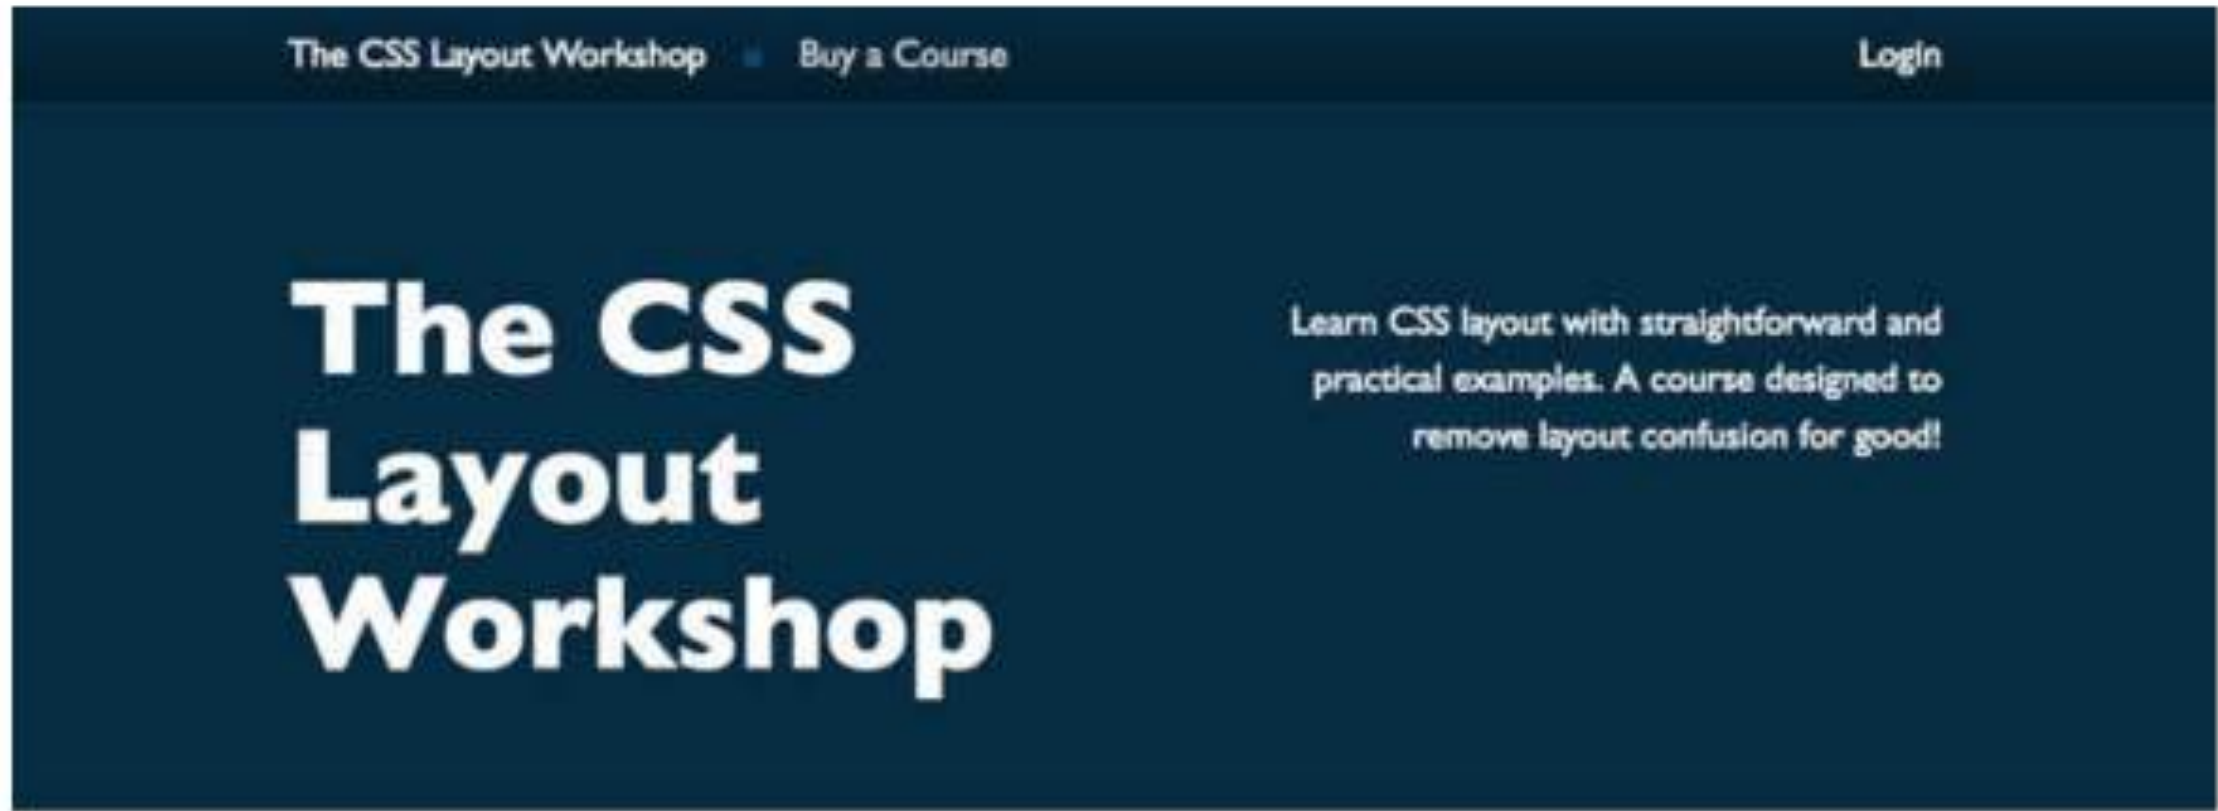 The CSS Layout Workshop Buy a Course Login
The CSS
Layout
Workshop
Learn CSS layout with straightforward and
practical examples. A course designed to
remove layout confusion for good!